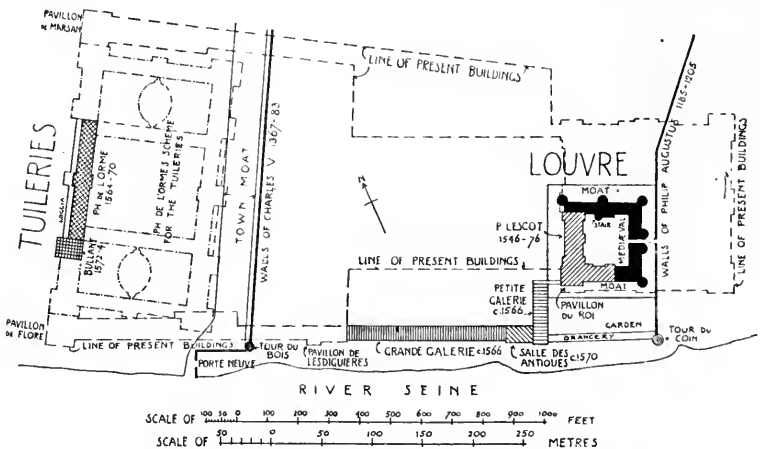 PAVILLON
DE MARSAN
TUILERIES
LOGGIA
PH DE L'ORME
1564-70
BULLANT
1572-4
PH. DE L'ORMES SCHEME
FOR THE TUILERIES
TOWN MOAT
WALLS OF CHARLES V 1367-83
LINE OF PRESENT BUILDINGS
N
LOUVRE
MOAT
P LESCOT
1546-76
STAIR
MEDIÆVAL
WALLS OF PHILIP AUGUSTUS 1185-1205
LINE OF PRESENT BUILDINGS
LINE OF PRESENT BUILDINGS
MOAT
PETITE
GALERIE
c.1566
PAVILLON
DU ROI
GARDEN
ORANGERY
TOUR DU
COIN
PAVILLON
DE FLORE
LINE OF PRESENT BUILDINGS
TOUR DU
BOIS
PORTE NEUVE
PAVILLON DE
LESDIGUIERES
GRANDE GALERIE c1566
SALLE DES
ANTIQUES c.1570
RIVER SEINE
SCALE OF 100 50 0 100 200 300 400 500 600 700 800 900 1000 FEET
SCALE OF 50 0 50 100 150 200 250 METRES